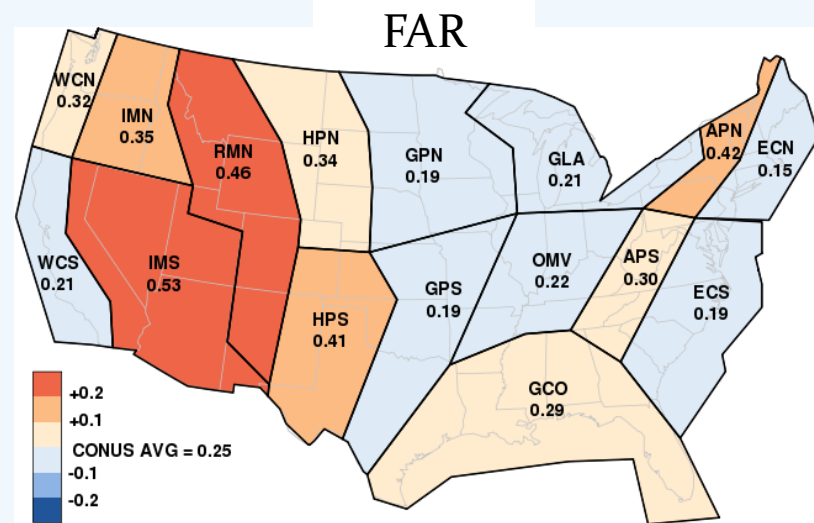 FAR
WCN
0.32
IMN
0.35
RMN
0.46
HPN
0.34
GPN
0.19
GLA
0.21
APN
0.42
ECN
0.15
WCS
0.21
IMS
0.53
HPS
0.41
GPS
0.19
OMV
0.22
APS
0.30
ECS
0.19
GCO
0.29
+0.2
+0.1
CONUS AVG = 0.25
-0.1
-0.2